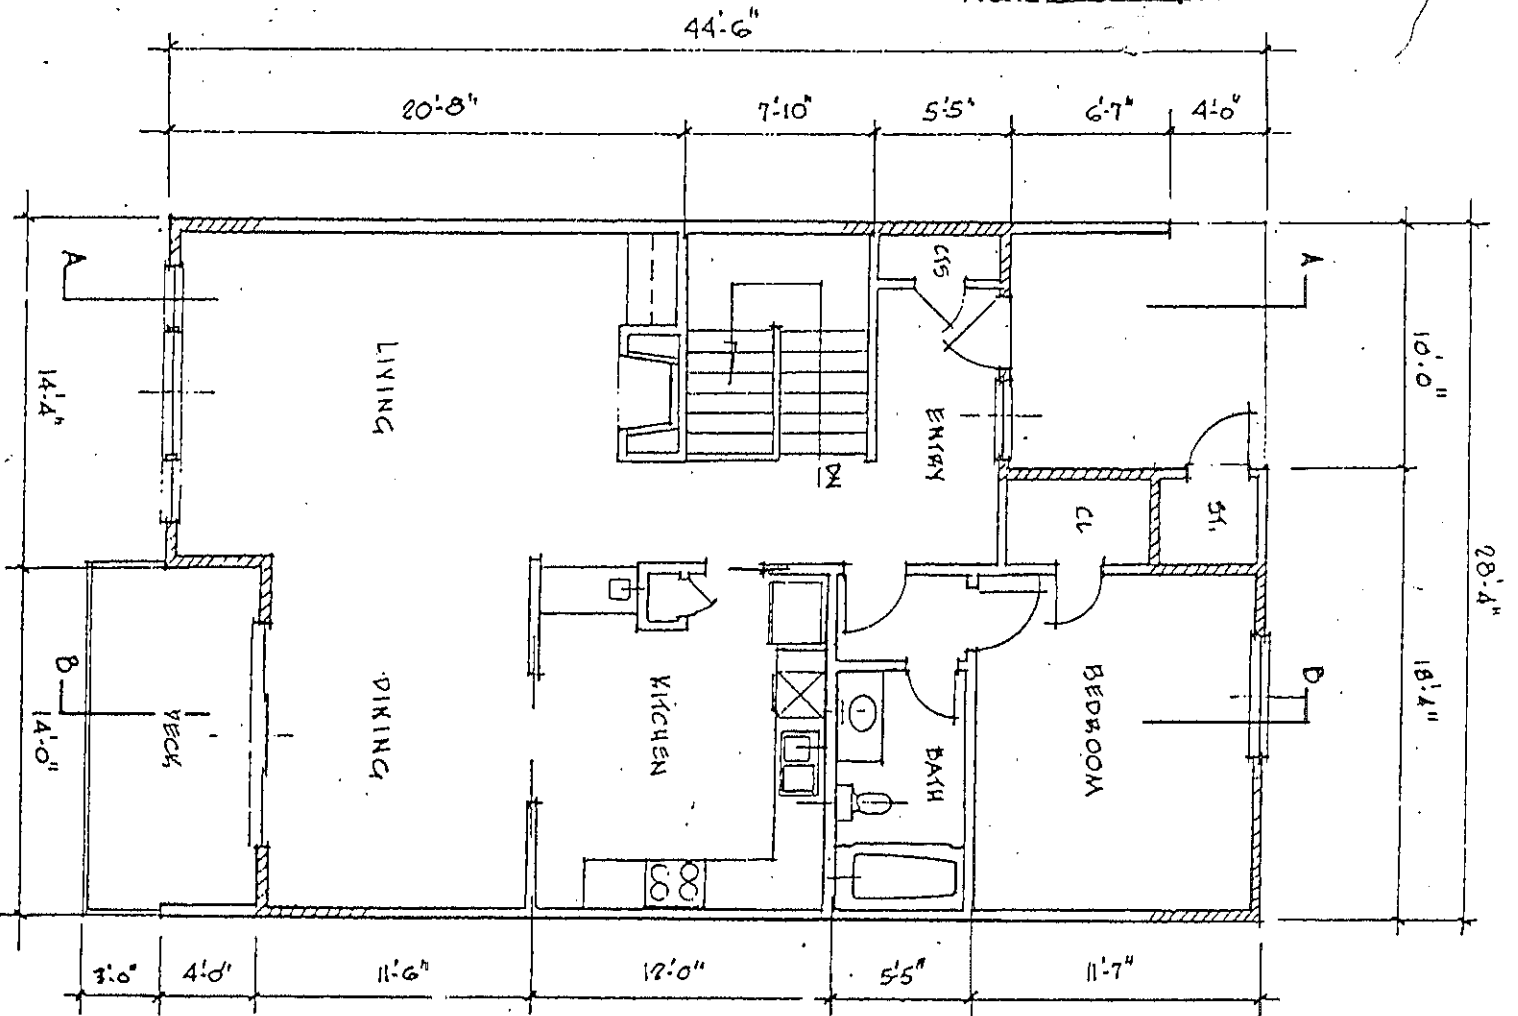 44'-6"
20'-8" 7'-10" 5'-5" 6'-7" 4'-0"
A
A
CTS
LIVING
14'-4"
10'-0"
ENTRY
DN
CL
ST.
28'-4"
B
B
18'-4"
DECK
14'-0"
DINING
KITCHEN
BATH
BEDROOM
3'-0" 4'-0" 11'-6" 12'-0" 5'-5" 11'-7"